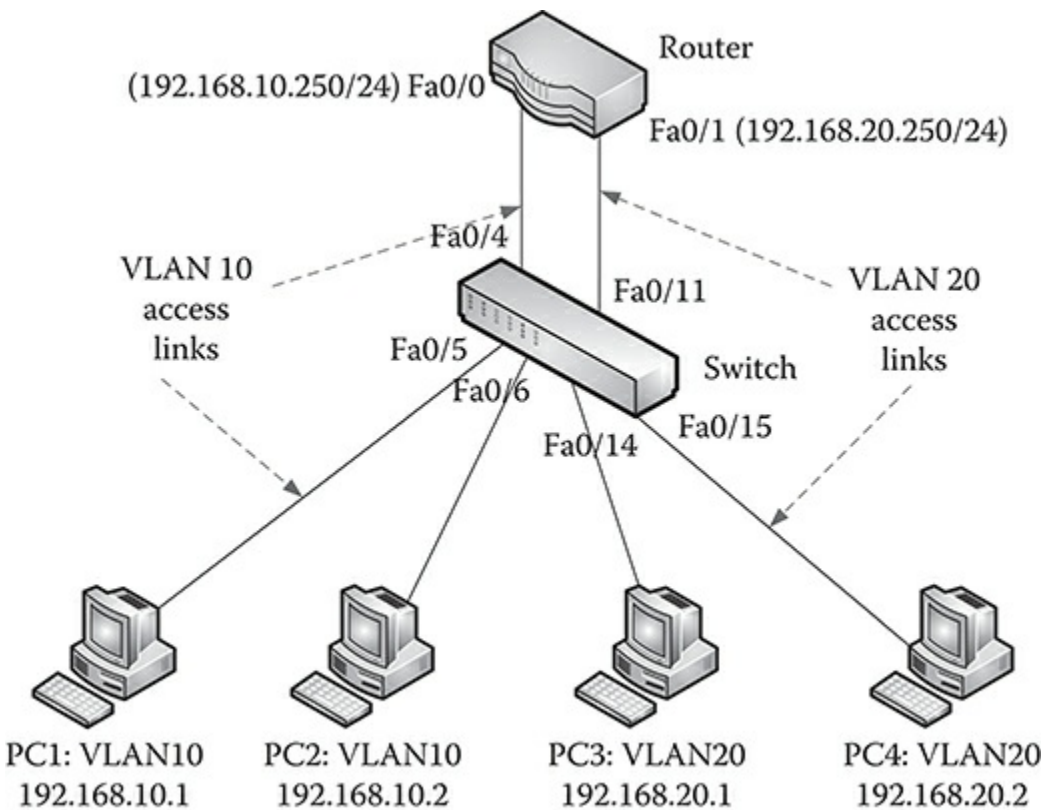 Router
(192.168.10.250/24) Fa0/0
Fa0/1 (192.168.20.250/24)
Fa0/4
VLAN 10
access
links
Fa0/11
VLAN 20
access
links
Fa0/5
Switch
Fa0/6
Fa0/14
Fa0/15
PC1: VLAN10
192.168.10.1
PC2: VLAN10
192.168.10.2
PC3: VLAN20
192.168.20.1
PC4: VLAN20
192.168.20.2